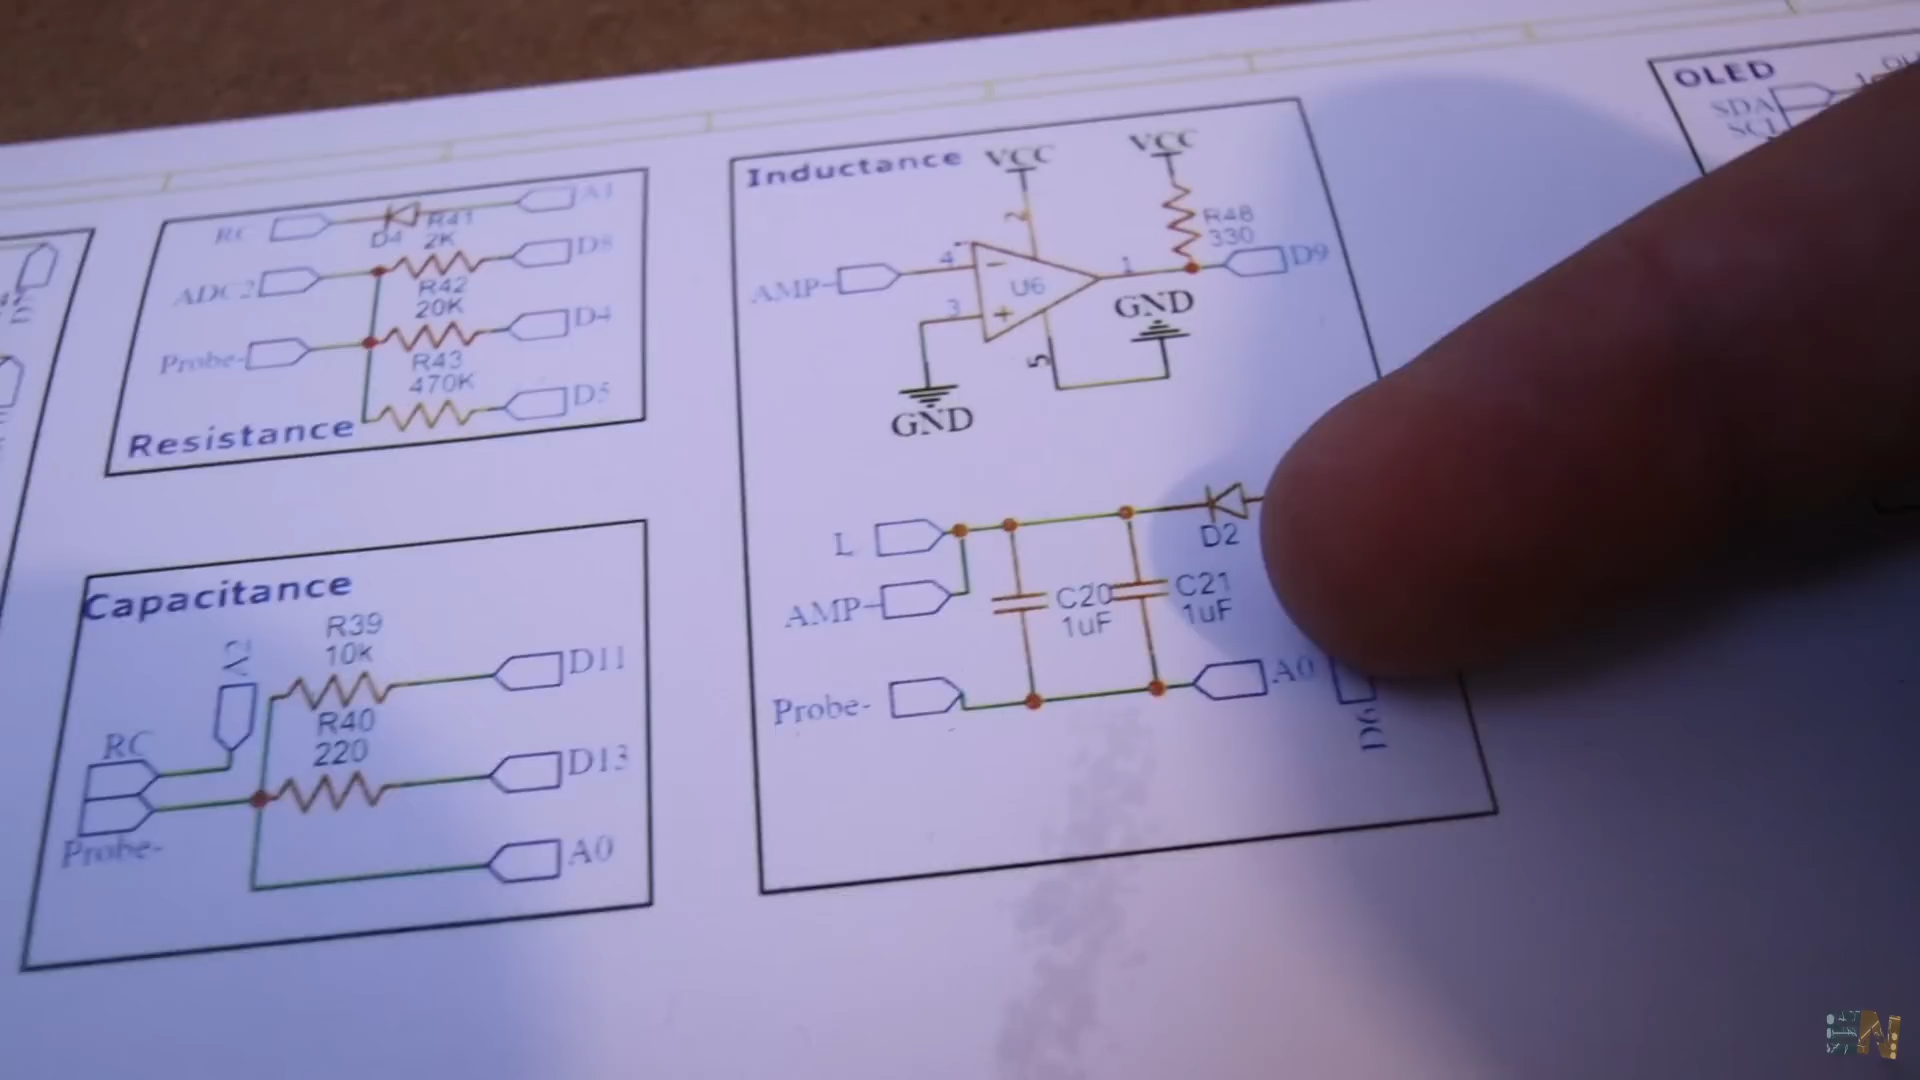 RC
D4
A1
R41
2K
D8
ADC2
R42
20K
D4
Probe-
R43
470K
D5
Resistance
Capacitance
R39
10k
D11
R40
220
RC
D13
Probe-
A0
Inductance
VCC
VCC
2
R48
330
AMP-
4
-
U6
1
D9
3
+
GND
5
GND
L
D2
AMP-
C20
1uF
C21
1uF
Probe-
A0
OLED
SDA
SCL
1